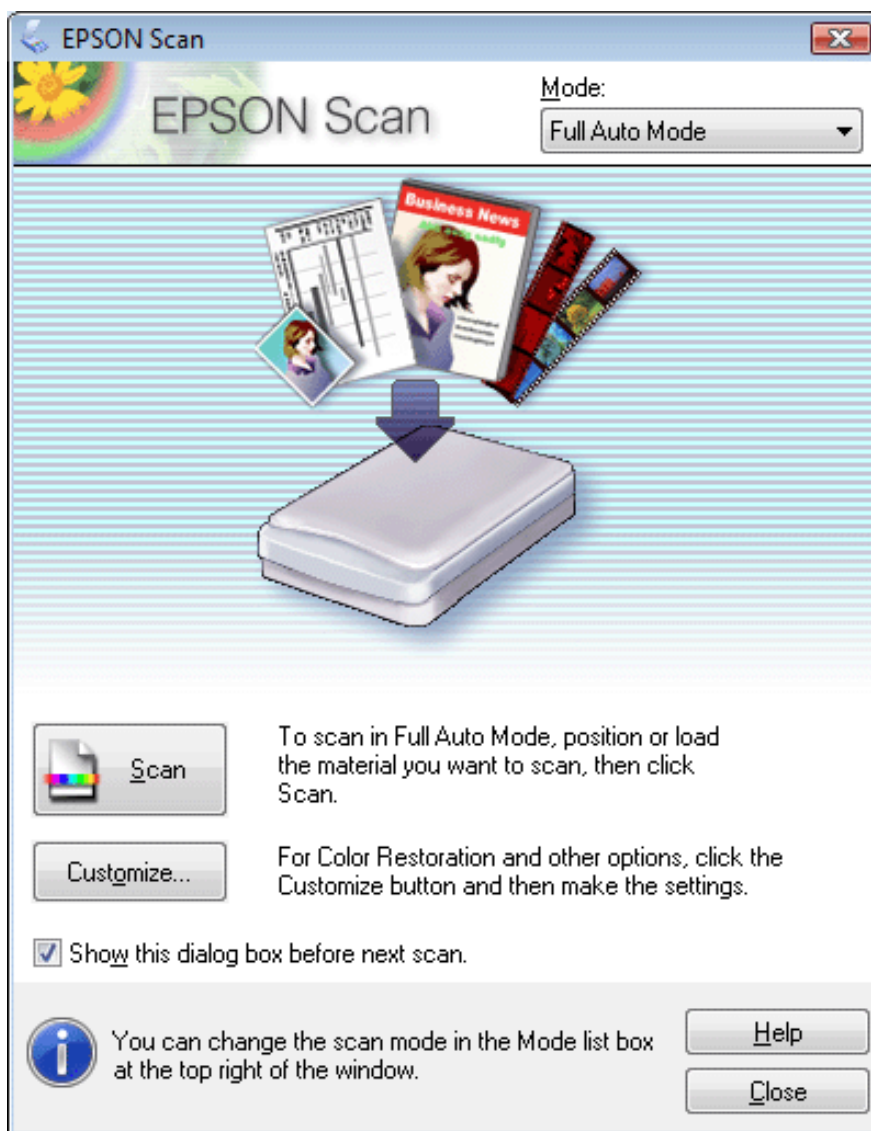 EPSON Scan
EPSON Scan
Mode:
Full Auto Mode
Business News
Scan
To scan in Full Auto Mode, position or load
the material you want to scan, then click
Scan.
Customize...
For Color Restoration and other options, click the
Customize button and then make the settings.
Show this dialog box before next scan.
You can change the scan mode in the Mode list box
at the top right of the window.
Help
Close